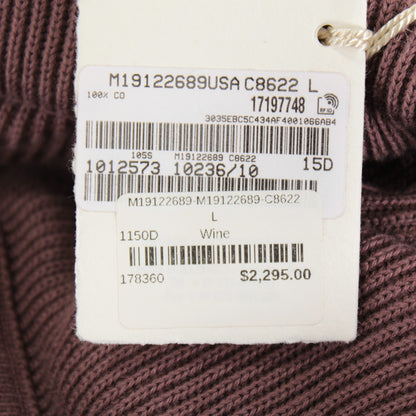 M19122689USA C8622 L
100% CO
17197748
RFID
3035EBC5C434AF4001066AB4
105S M19122689 C8622
1012573 10236/10 15D
M19122689-M19122689-C8622
L
1150D Wine
178360 $2,295.00